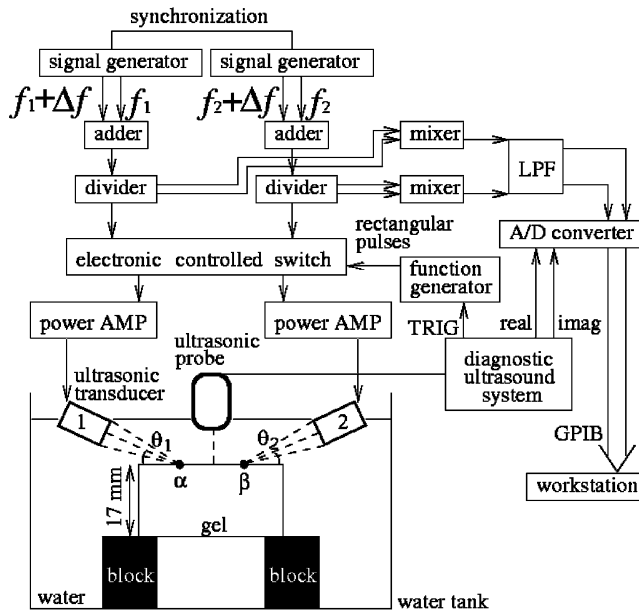 synchronization
signal generator
signal generator
f1+Δf
f1
f2+Δf
f2
adder
adder
mixer
LPF
divider
divider
mixer
rectangular
pulses
A/D converter
electronic controlled switch
function
generator
power AMP
power AMP
TRIG
real
imag
ultrasonic
probe
diagnostic
ultrasound
system
ultrasonic
transducer
1
2
θ1
θ2
GPIB
α
β
17 mm
workstation
gel
block
block
water
water tank